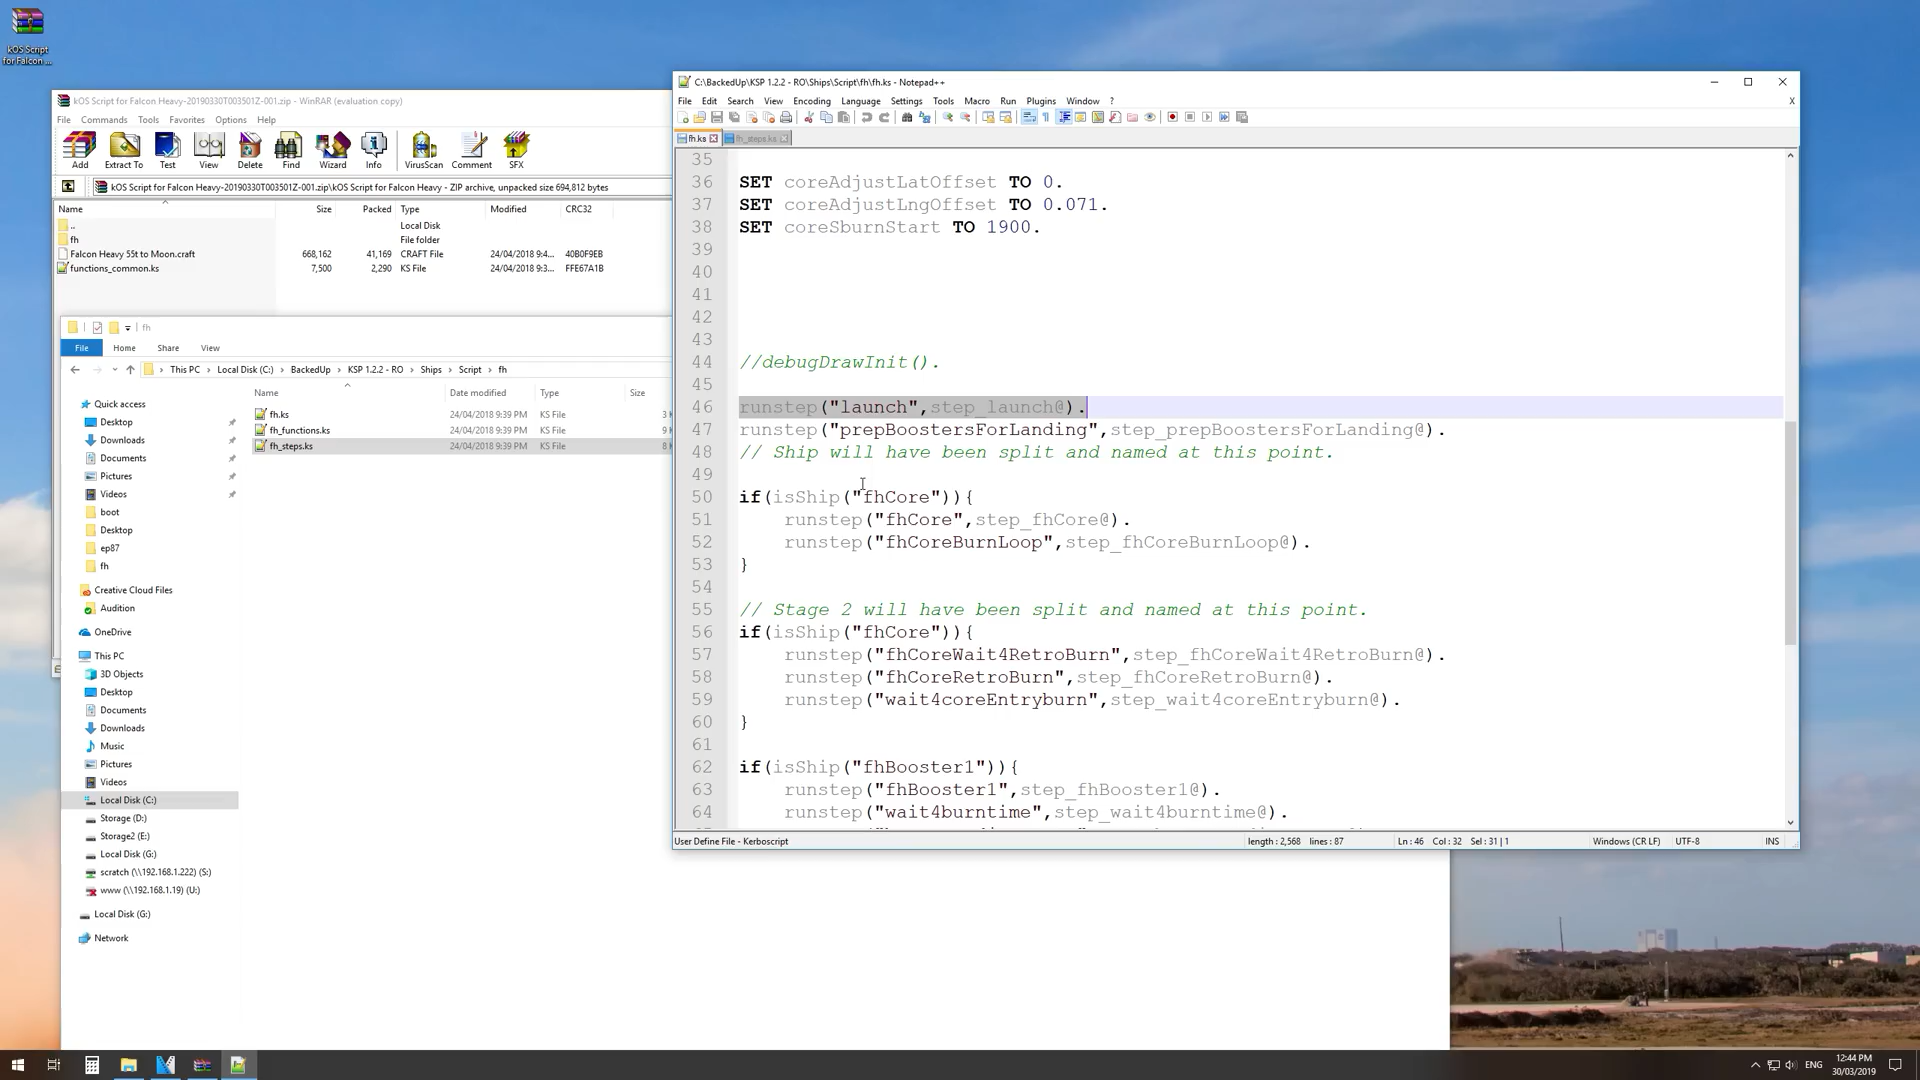 kOS Script
for Falcon ...
kOS Script for Falcon Heavy-20190330T003501Z-001.zip - WinRAR (evaluation copy)
File Commands Tools Favorites Options Help
Add Extract To Test View Delete Find Wizard Info VirusScan Comment SFX
kOS Script for Falcon Heavy-20190330T003501Z-001.zip\kOS Script for Falcon Heavy - ZIP archive, unpacked size 694,812 bytes
Name Size Packed Type Modified CRC32
.. Local Disk
fh File folder
Falcon Heavy 55t to Moon.craft 668,162 41,169 CRAFT File 24/04/2018 9:4... 40B0F9EB
functions_common.ks 7,500 2,290 KS File 24/04/2018 9:3... FFE67A1B
fh
File Home Share View
This PC Local Disk (C:) BackedUp KSP 1.2.2 - RO Ships Script fh
Name Date modified Type Size
fh.ks 24/04/2018 9:39 PM KS File 3 K
fh_functions.ks 24/04/2018 9:39 PM KS File
fh_steps.ks 24/04/2018 9:39 PM KS File 8 K
Quick access
Desktop
Downloads
Documents
Pictures
Videos
boot
Desktop
ep87
fh
Creative Cloud Files
Audition
OneDrive
This PC
3D Objects
Desktop
Documents
Downloads
Music
Pictures
Videos
Local Disk (C:)
Storage (D:)
Storage2 (E:)
Local Disk (G:)
scratch (\\192.168.1.222) (S:)
www (\\192.168.1.19) (U:)
Local Disk (G:)
Network
C:\BackedUp\KSP 1.2.2 - RO\Ships\Script\fh\fh.ks - Notepad++
File Edit Search View Encoding Language Settings Tools Macro Run Plugins Window ? X
fh.ks fh_steps.ks
35
36 SET coreAdjustLatOffset TO 0.
37 SET coreAdjustLngOffset TO 0.071.
38 SET coreSburnStart TO 1900.
39
40
41
42
43
44 //debugDrawInit().
45
46 runstep("launch",step_launch@).
47 runstep("prepBoostersForLanding",step_prepBoostersForLanding@).
48 // Ship will have been split and named at this point.
49
50 if(isShip("fhCore")){
51 runstep("fhCore",step_fhCore@).
52 runstep("fhCoreBurnLoop",step_fhCoreBurnLoop@).
53 }
54
55 // Stage 2 will have been split and named at this point.
56 if(isShip("fhCore")){
57 runstep("fhCoreWait4RetroBurn",step_fhCoreWait4RetroBurn@).
58 runstep("fhCoreRetroBurn",step_fhCoreRetroBurn@).
59 runstep("wait4coreEntryburn",step_wait4coreEntryburn@).
60 }
61
62 if(isShip("fhBooster1")){
63 runstep("fhBooster1",step_fhBooster1@).
64 runstep("wait4burntime",step_wait4burntime@).
User Define File - Kerboscript length : 2,568 lines : 87 Ln : 46 Col : 32 Sel : 31 | 1 Windows (CR LF) UTF-8 INS
ENG
12:44 PM
30/03/2019